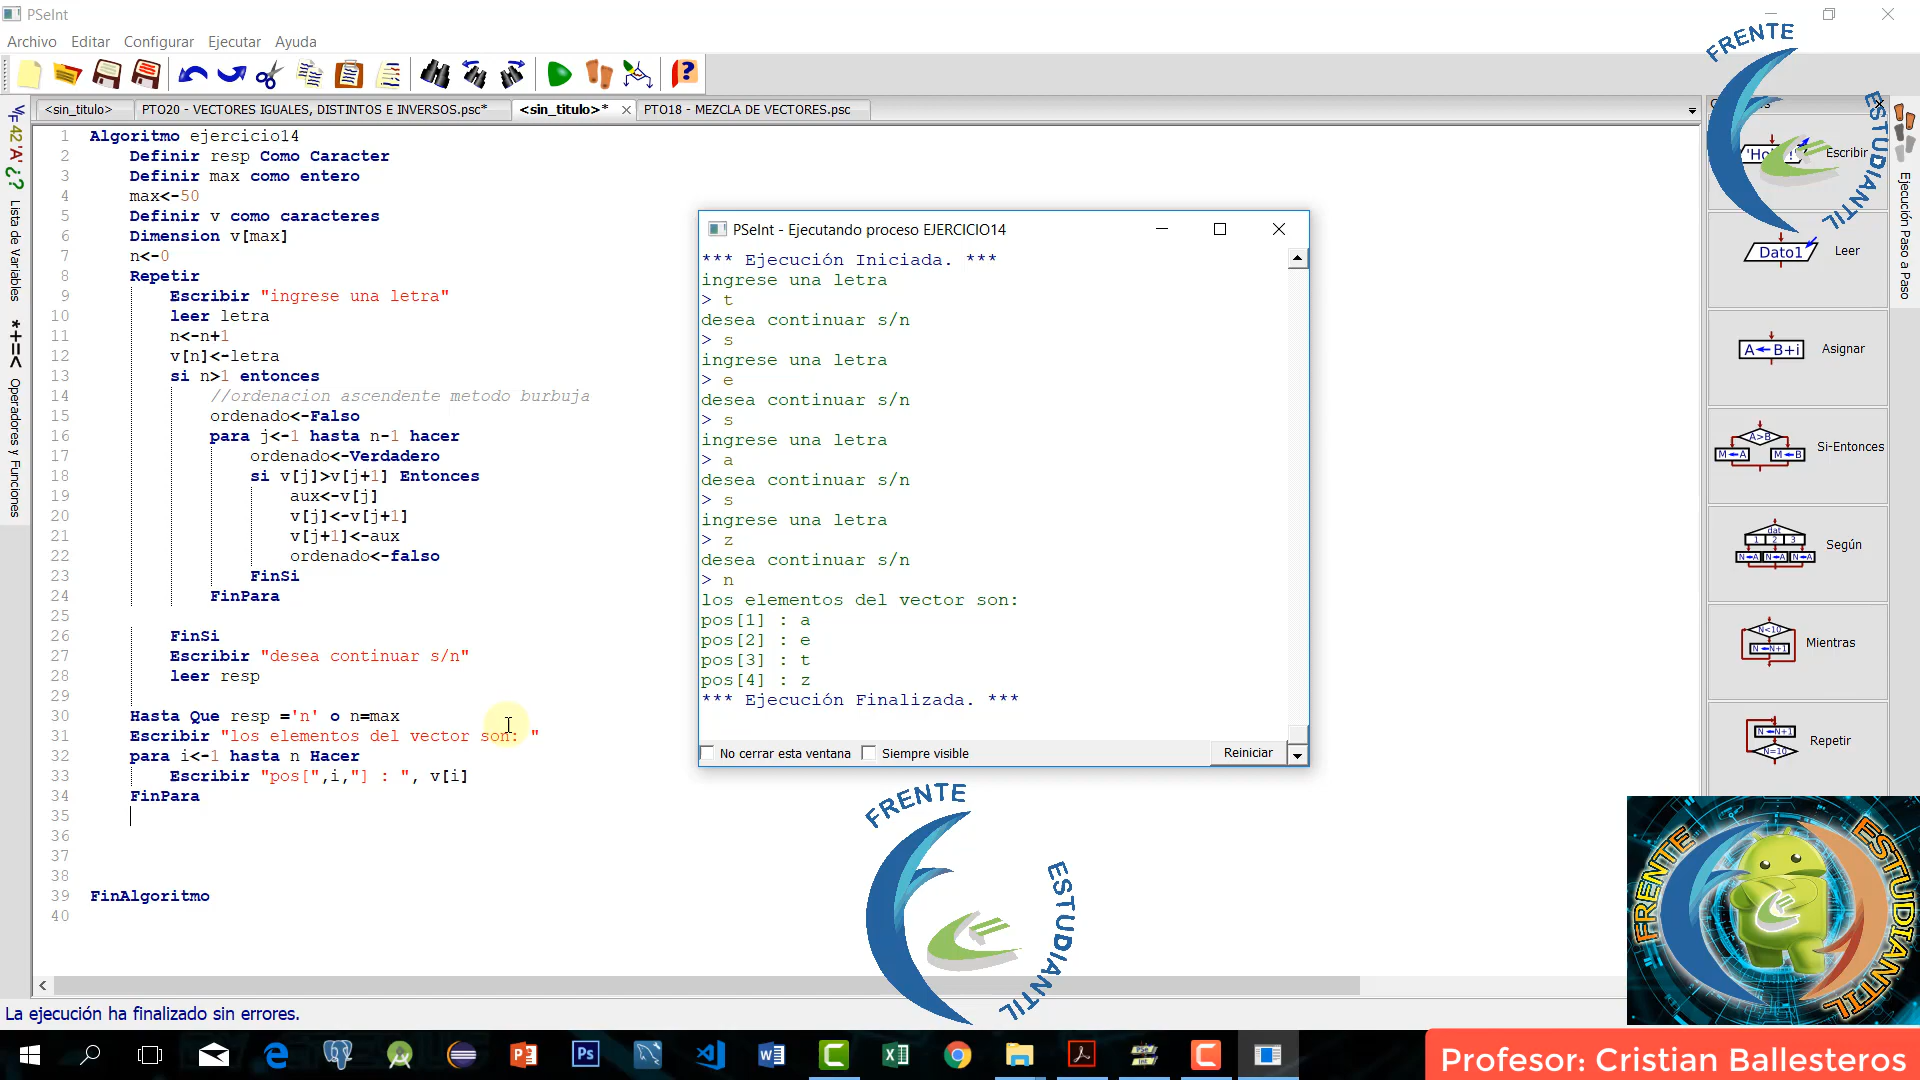 PSeInt
Archivo Editar Configurar Ejecutar Ayuda
<sin_titulo> PTO20 - VECTORES IGUALES, DISTINTOS E INVERSOS.psc* <sin_titulo>* PTO18 - MEZCLA DE VECTORES.psc
1 Algoritmo ejercicio14
2 Definir resp Como Caracter
3 Definir max como entero
4 max<-50
5 Definir v como caracteres
6 Dimension v[max]
7 n<-0
8 Repetir
9 Escribir "ingrese una letra"
10 leer letra
11 n<-n+1
12 v[n]<-letra
13 si n>1 entonces
14 //ordenacion ascendente metodo burbuja
15 ordenado<-Falso
16 para j<-1 hasta n-1 hacer
17 ordenado<-Verdadero
18 si v[j]>v[j+1] Entonces
19 aux<-v[j]
20 v[j]<-v[j+1]
21 v[j+1]<-aux
22 ordenado<-falso
23 FinSi
24 FinPara
25
26 FinSi
27 Escribir "desea continuar s/n"
28 leer resp
29
30 Hasta Que resp ='n' o n=max
31 Escribir "los elementos del vector son: "
32 para i<-1 hasta n Hacer
33 Escribir "pos[",i,"] : ", v[i]
34 FinPara
35
36
37
38
39 FinAlgoritmo
40
PSeInt - Ejecutando proceso EJERCICIO14
*** Ejecución Iniciada. ***
ingrese una letra
> t
desea continuar s/n
> s
ingrese una letra
> e
desea continuar s/n
> s
ingrese una letra
> a
desea continuar s/n
> s
ingrese una letra
> z
desea continuar s/n
> n
los elementos del vector son:
pos[1] : a
pos[2] : e
pos[3] : t
pos[4] : z
*** Ejecución Finalizada. ***
No cerrar esta ventana Siempre visible Reiniciar
Lista de Variables
*+=< Operadores y Funciones
Escribir
Dato1 Leer
A B+i Asignar
A>B M A M B Si-Entonces
dat 1 2 3 N A N A N A Según
N<10 N N+1 Mientras
N N+1 N=10 Repetir
Ejecución Paso a Paso
FRENTE ESTUDIANTIL
FRENTE ESTUDIANTIL
FRENTE ESTUDIANTIL
La ejecución ha finalizado sin errores.
Profesor: Cristian Ballesteros